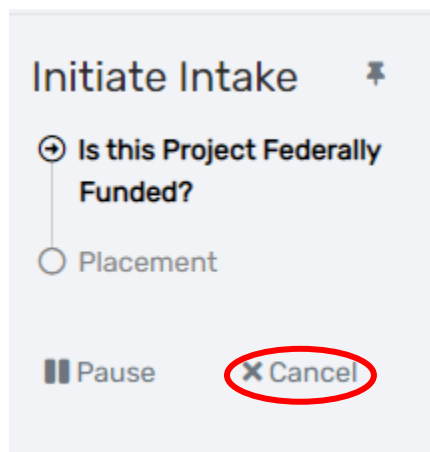 Initiate Intake
Is this Project Federally
Funded?
Placement
Pause Cancel